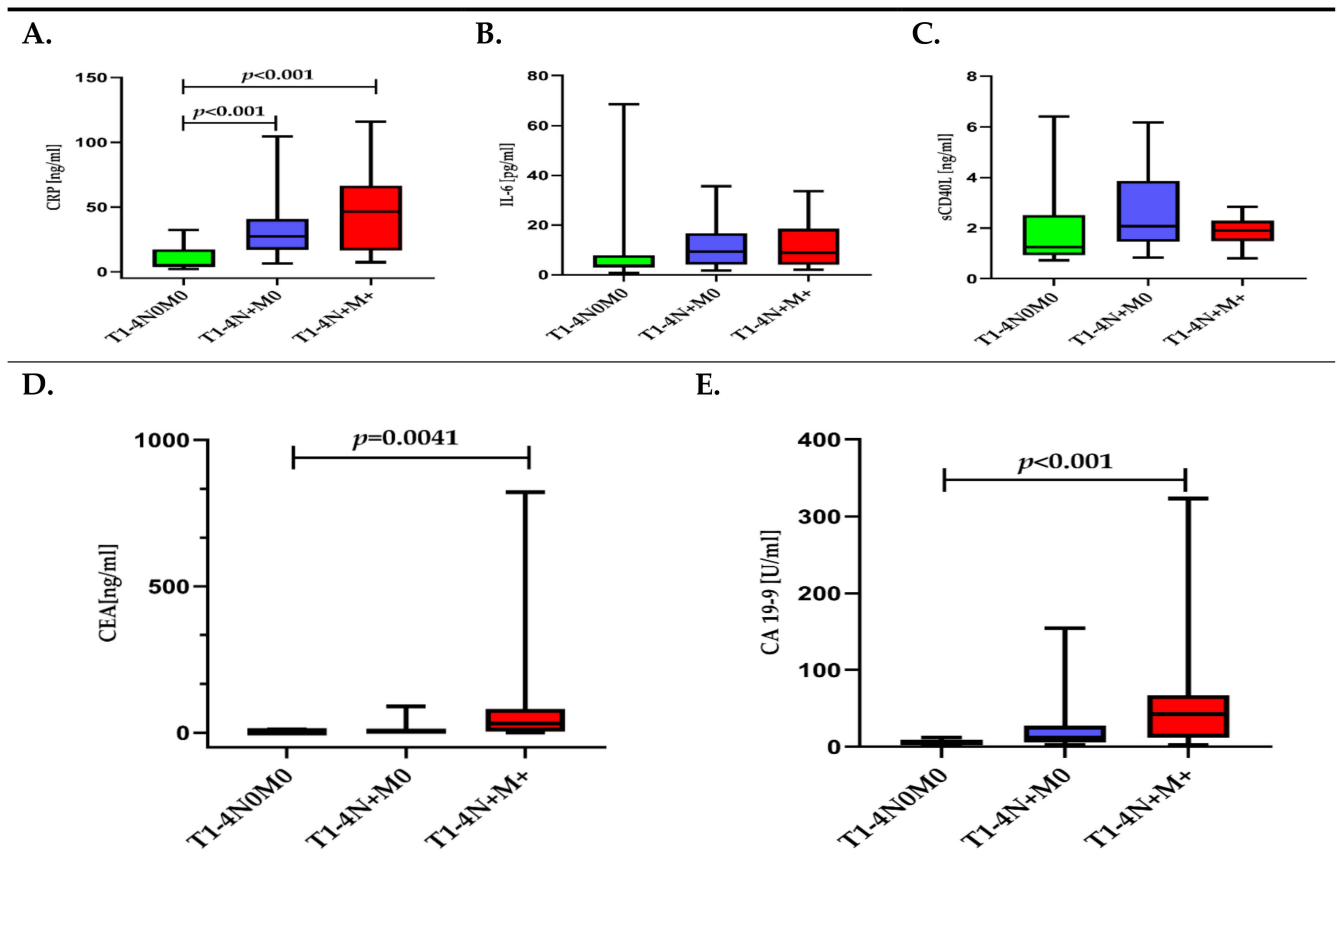 A.
B.
C.
CRP [ng/ml]
150
100
50
0
p<0.001
p<0.001
T1-4N0M0
T1-4N+M0
T1-4N+M+
IL-6 [pg/ml]
80
60
40
20
0
T1-4N0M0
T1-4N+M0
T1-4N+M+
sCD40L [ng/ml]
8
6
4
2
0
T1-4N0M0
T1-4N+M0
T1-4N+M+
D.
E.
CEA[ng/ml]
1000
500
0
p=0.0041
T1-4N0M0
T1-4N+M0
T1-4N+M+
CA 19-9 [U/ml]
400
300
200
100
0
p<0.001
T1-4N0M0
T1-4N+M0
T1-4N+M+